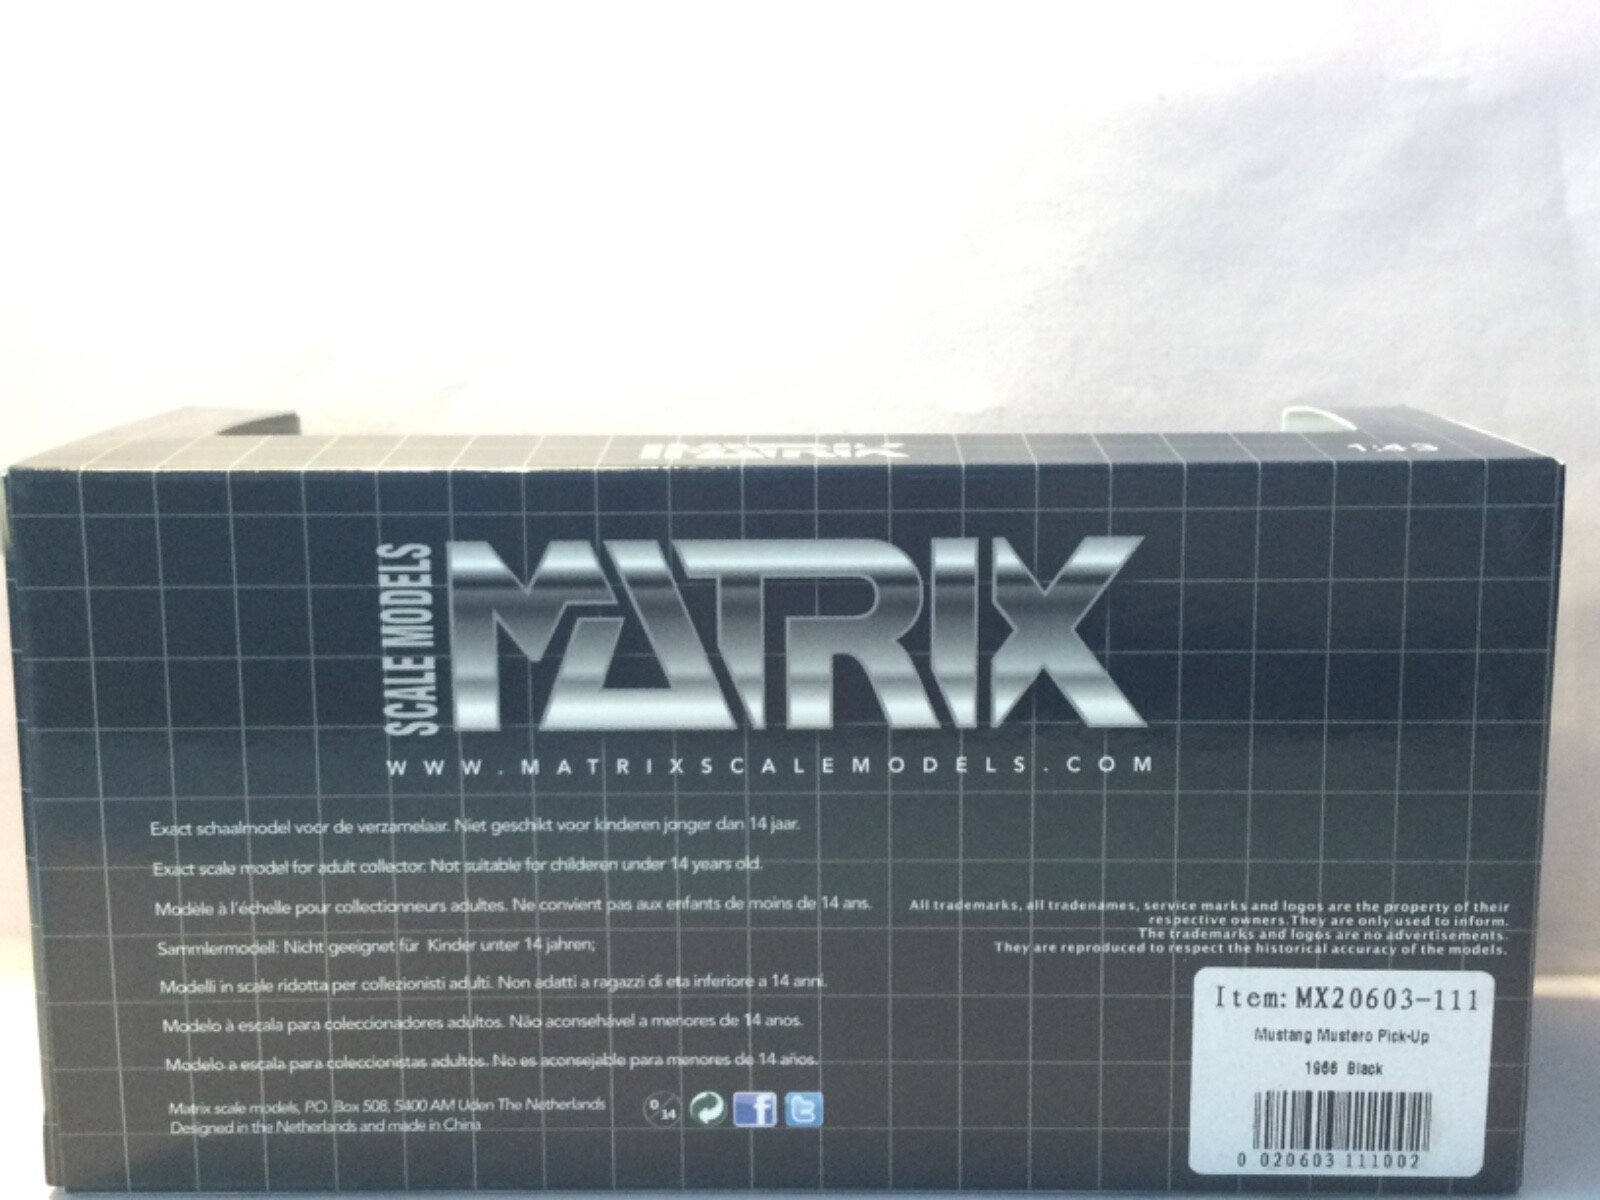 MATRIX
1:43
SCALE MODELS
MATRIX
WWW.MATRIXSCALEMODELS.COM
Exact schaalmodel voor de verzamelaar. Niet geschikt voor kinderen jonger dan 14 jaar.
Exact scale model for adult collector. Not suitable for childeren under 14 years old.
Modèle à l'échelle pour collectionneurs adultes. Ne convient pas aux enfants de moins de 14 ans.
Sammlermodell: Nicht geeignet für Kinder unter 14 jahren;
Modelli in scale ridotta per collezionisti adulti. Non adatti a ragazzi di eta inferiore a 14 anni.
Modelo à escala para coleccionadores adultos. Não aconsehável a menores de 14 anos.
Modelo a escala para coleccionistas adultos. No es aconsejable para menores de 14 años.
Matrix scale models, P.O. Box 508, 5400 AM Uden The Netherlands
Designed in the Netherlands and made in China
0/14
f
t
All trademarks, all tradenames, service marks and logos are the property of their
respective owners. They are only used to inform.
The trademarks and logos are no advertisements.
They are reproduced to respect the historical accuracy of the models.
Item: MX20603-111
Mustang Mustero Pick-Up
1966 Black
0 020603 111002